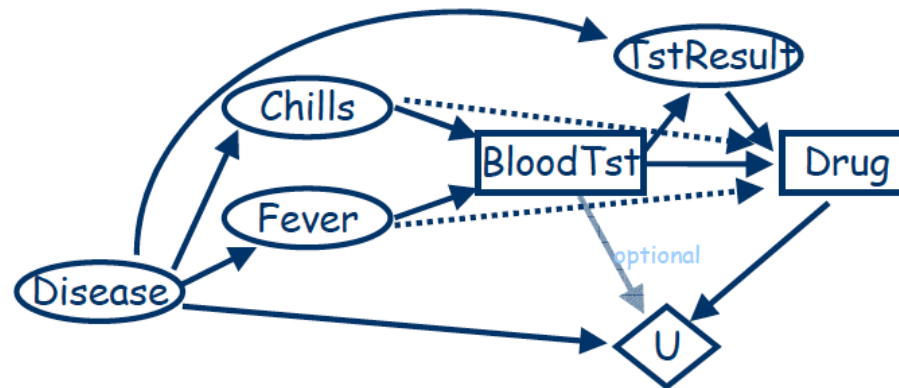 TstResult
Chills
BloodTst
Drug
Fever
optional
Disease
U